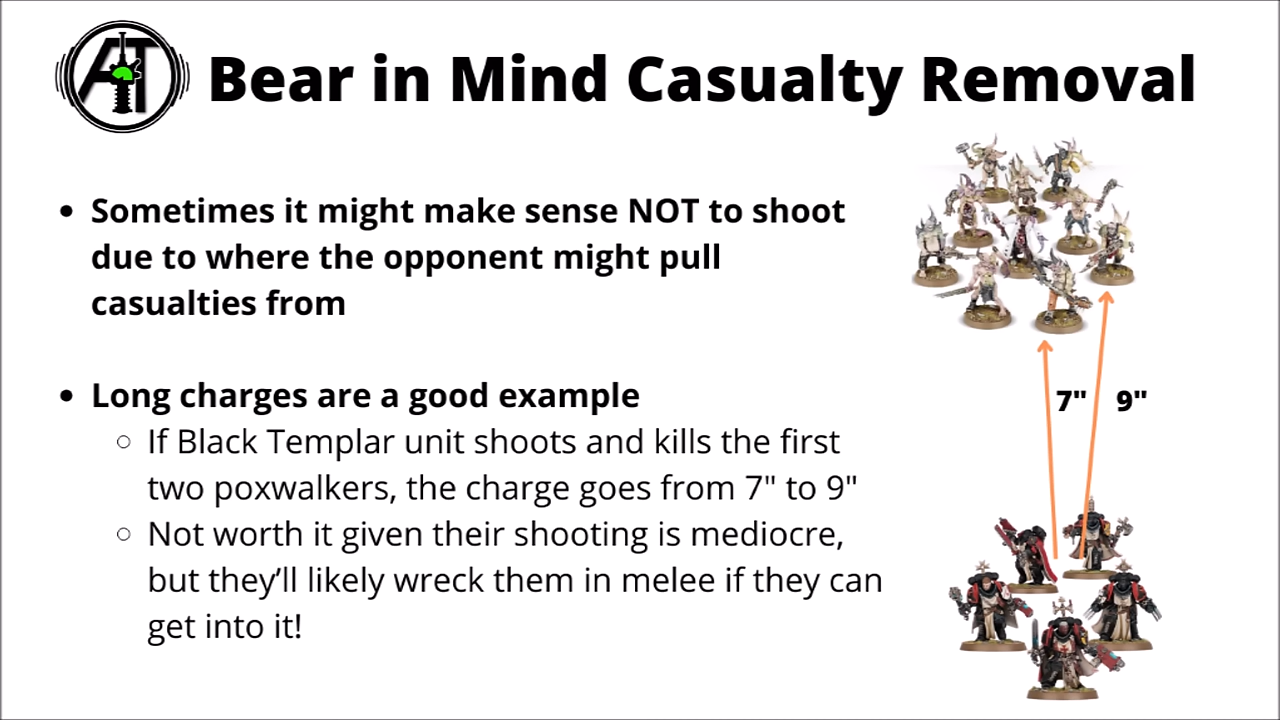 AT
Bear in Mind Casualty Removal
• Sometimes it might make sense NOT to shoot
due to where the opponent might pull
casualties from
• Long charges are a good example
○ If Black Templar unit shoots and kills the first
two poxwalkers, the charge goes from 7" to 9"
○ Not worth it given their shooting is mediocre,
but they’ll likely wreck them in melee if they can
get into it!
7" 9"